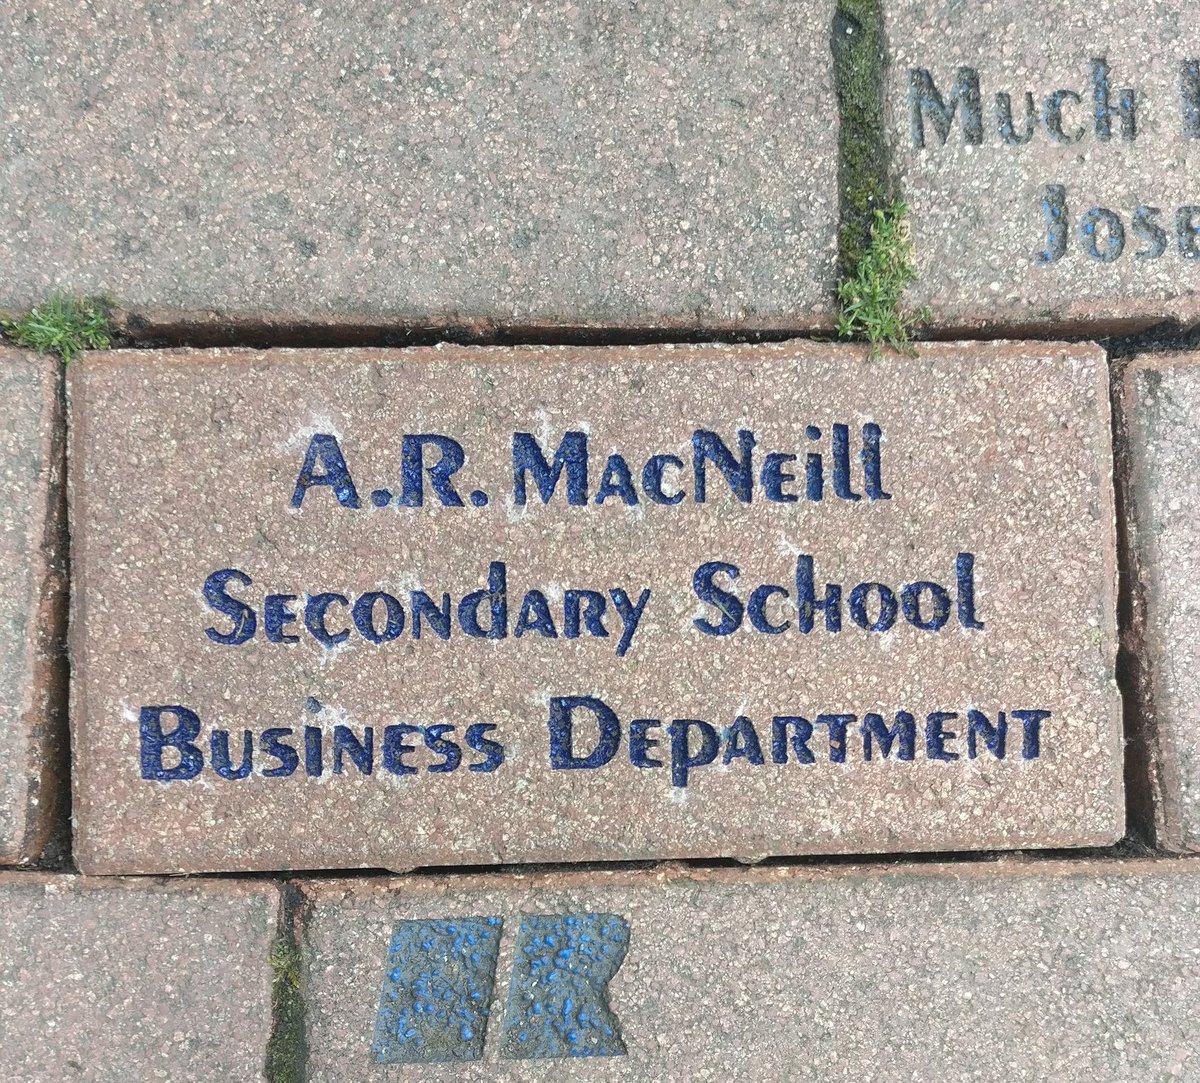 Much
A.R. MacNeill
Secondary School
Business Department